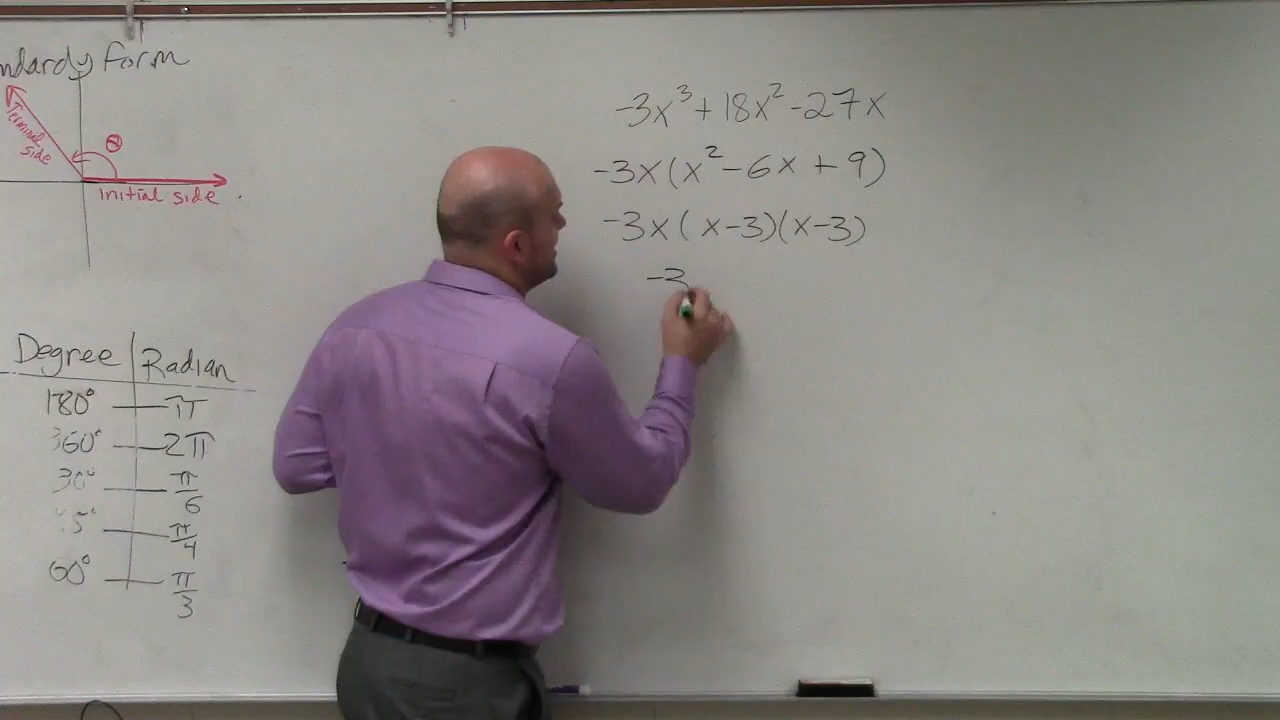 ndardy form
Terminal side
θ
initial side
Degree Radian
180° π
360° 2π
30° π/6
45° π/4
60° π/3
-3x³+18x²-27x
-3x(x²-6x+9)
-3x(x-3)(x-3)
-3